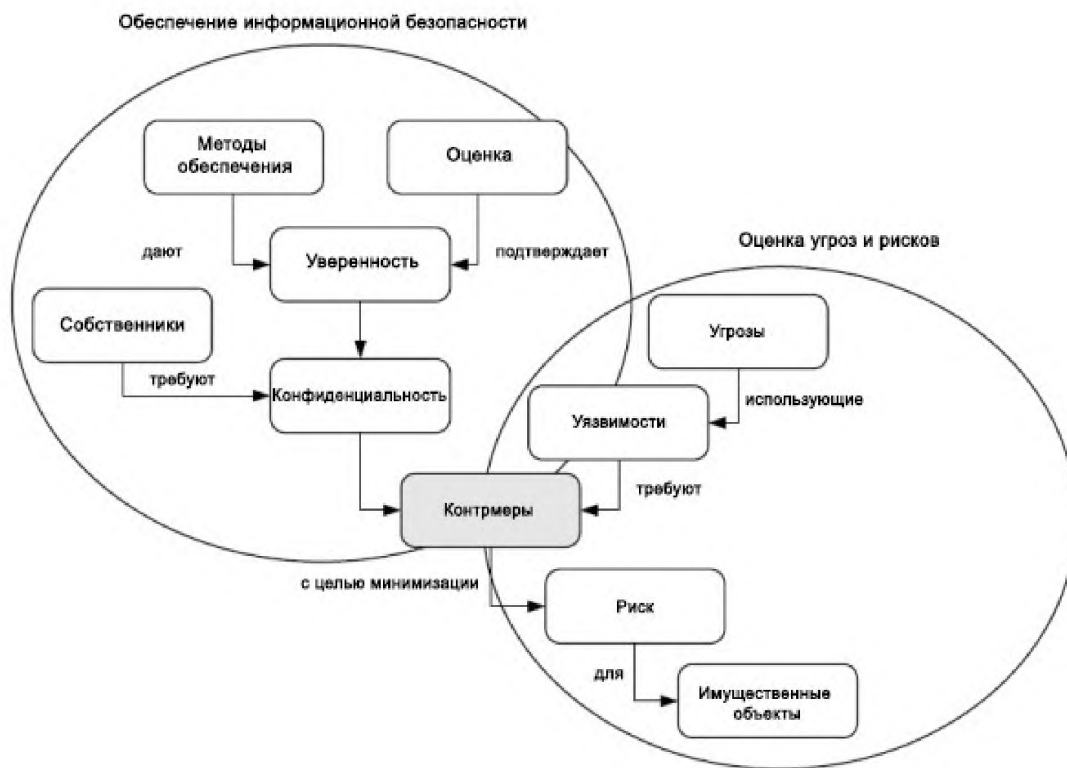 Обеспечение информационной безопасности
Методы
обеспечения
Оценка
дают
Уверенность
подтверждает
Оценка угроз и рисков
Собственники
Угрозы
требуют
Конфиденциальность
использующие
Уязвимости
требуют
Контрмеры
с целью минимизации
Риск
для
Имущественные
объекты